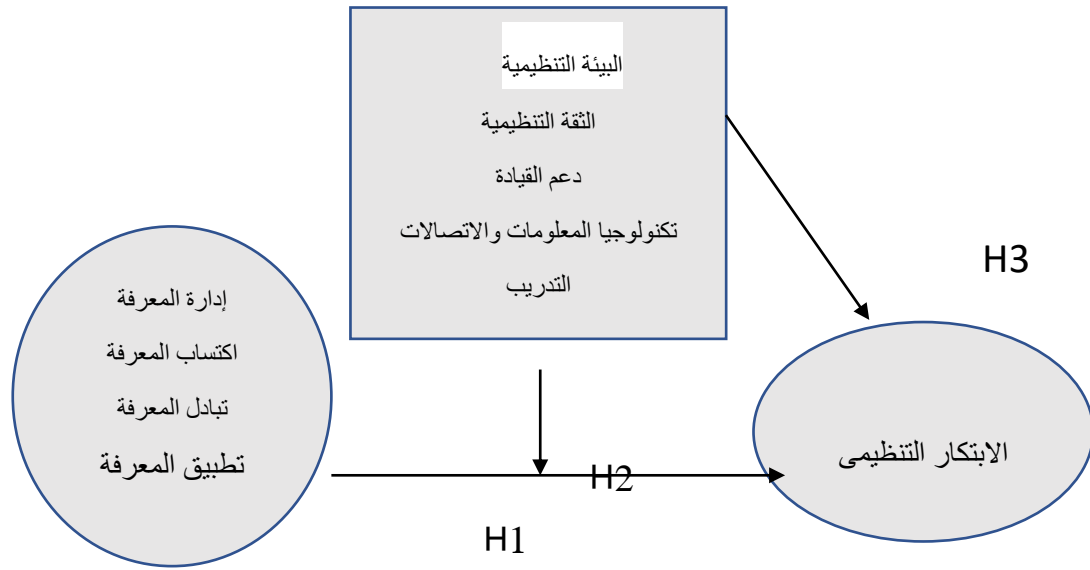 البيئة التنظيمية
الثقة التنظيمية
دعم القيادة
تكنولوجيا المعلومات والاتصالات
التدريب
H3
إدارة المعرفة
اكتساب المعرفة
تبادل المعرفة
تطبيق المعرفة
الابتكار التنظيمى
H2
H1